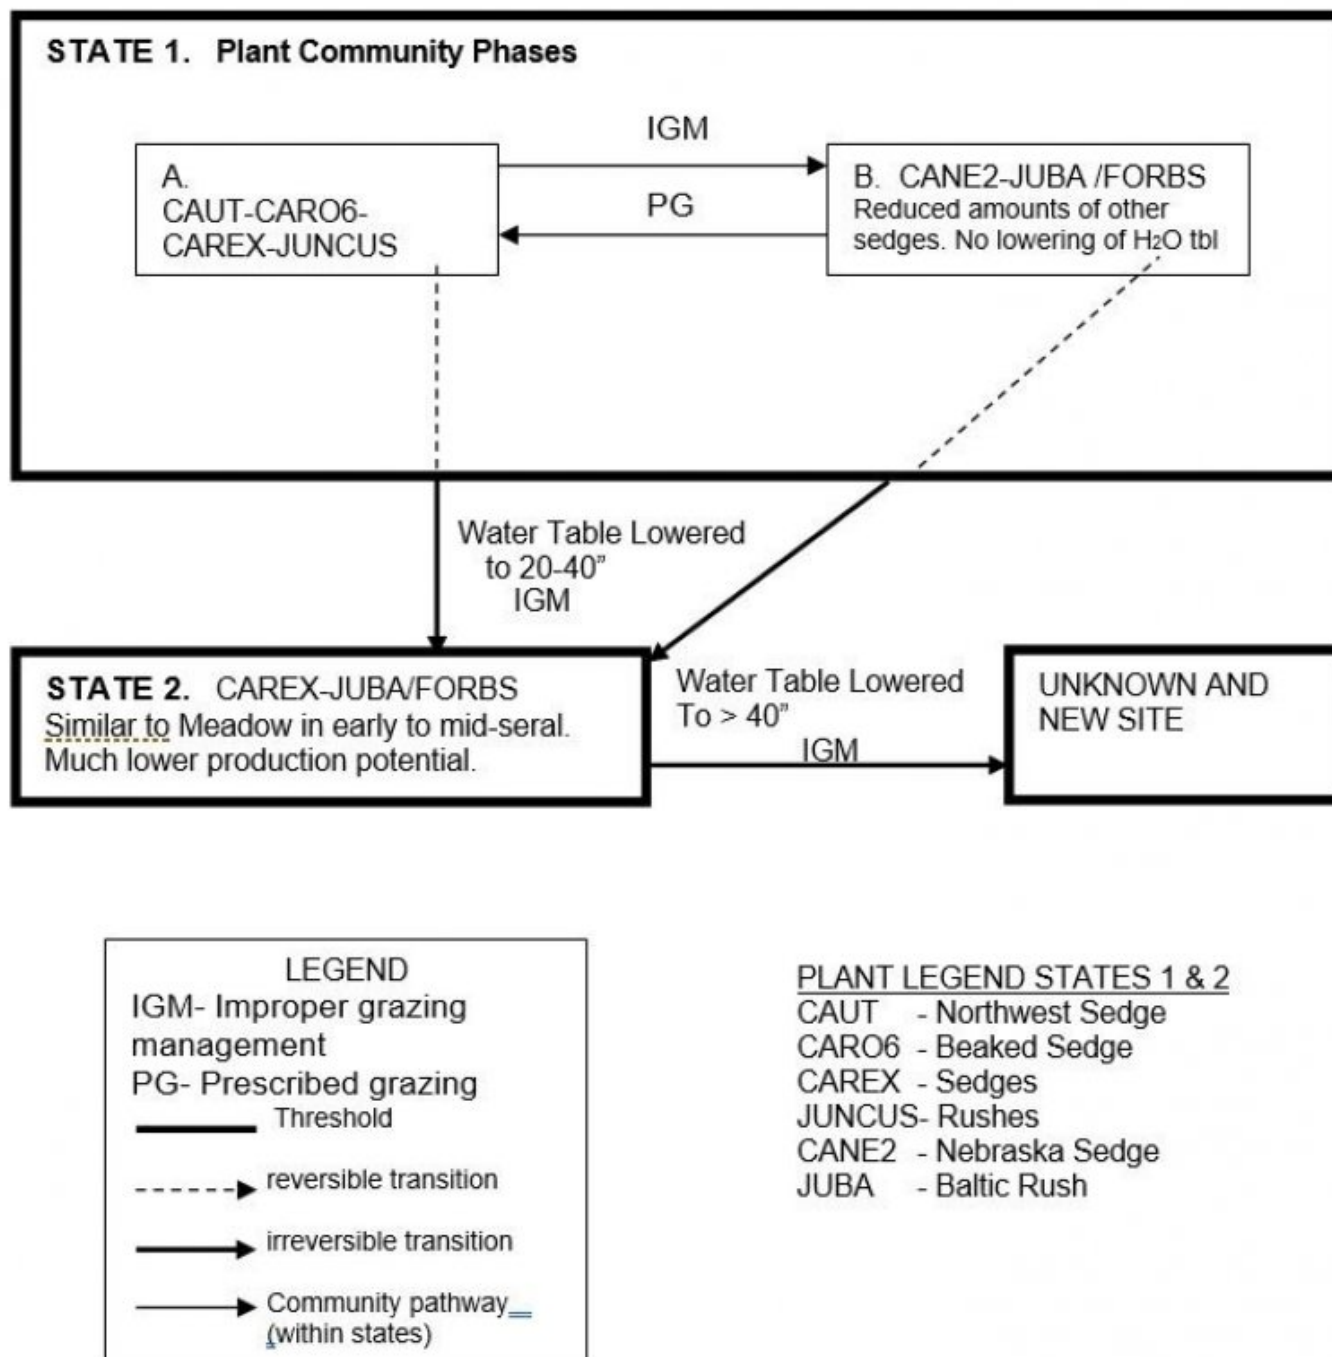 STATE 1. Plant Community Phases
IGM
PG
A.
CAUT-CARO6-
CAREX-JUNCUS
B. CANE2-JUBA /FORBS
Reduced amounts of other
sedges. No lowering of H2O tbl
Water Table Lowered
to 20-40”
IGM
STATE 2. CAREX-JUBA/FORBS
Similar to Meadow in early to mid-seral.
Much lower production potential.
Water Table Lowered
To > 40”
IGM
UNKNOWN AND
NEW SITE
LEGEND
IGM- Improper grazing
management
PG- Prescribed grazing
Threshold
reversible transition
irreversible transition
Community pathway
(within states)
PLANT LEGEND STATES 1 & 2
CAUT - Northwest Sedge
CARO6 - Beaked Sedge
CAREX - Sedges
JUNCUS- Rushes
CANE2 - Nebraska Sedge
JUBA - Baltic Rush